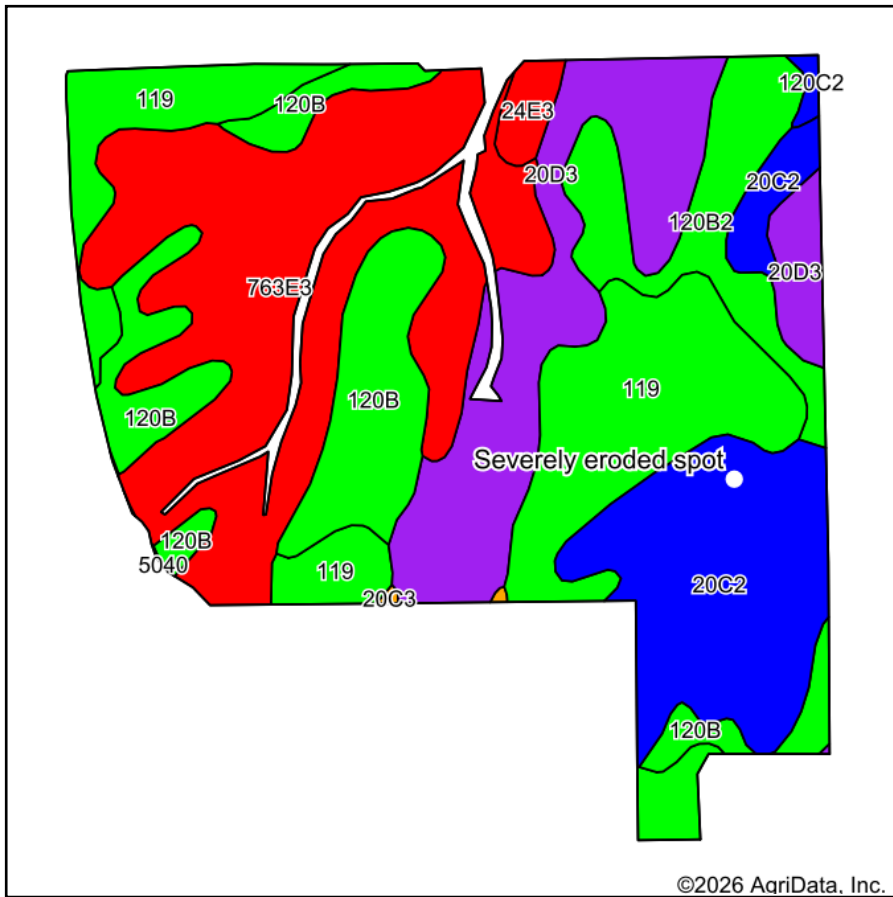 120C2
119
120B
24E3
20D3
20C2
120B2
20D3
763E3
119
120B
120B
Severely eroded spot
120B
5040
119
20C3
20C2
120B
©2026 AgriData, Inc.